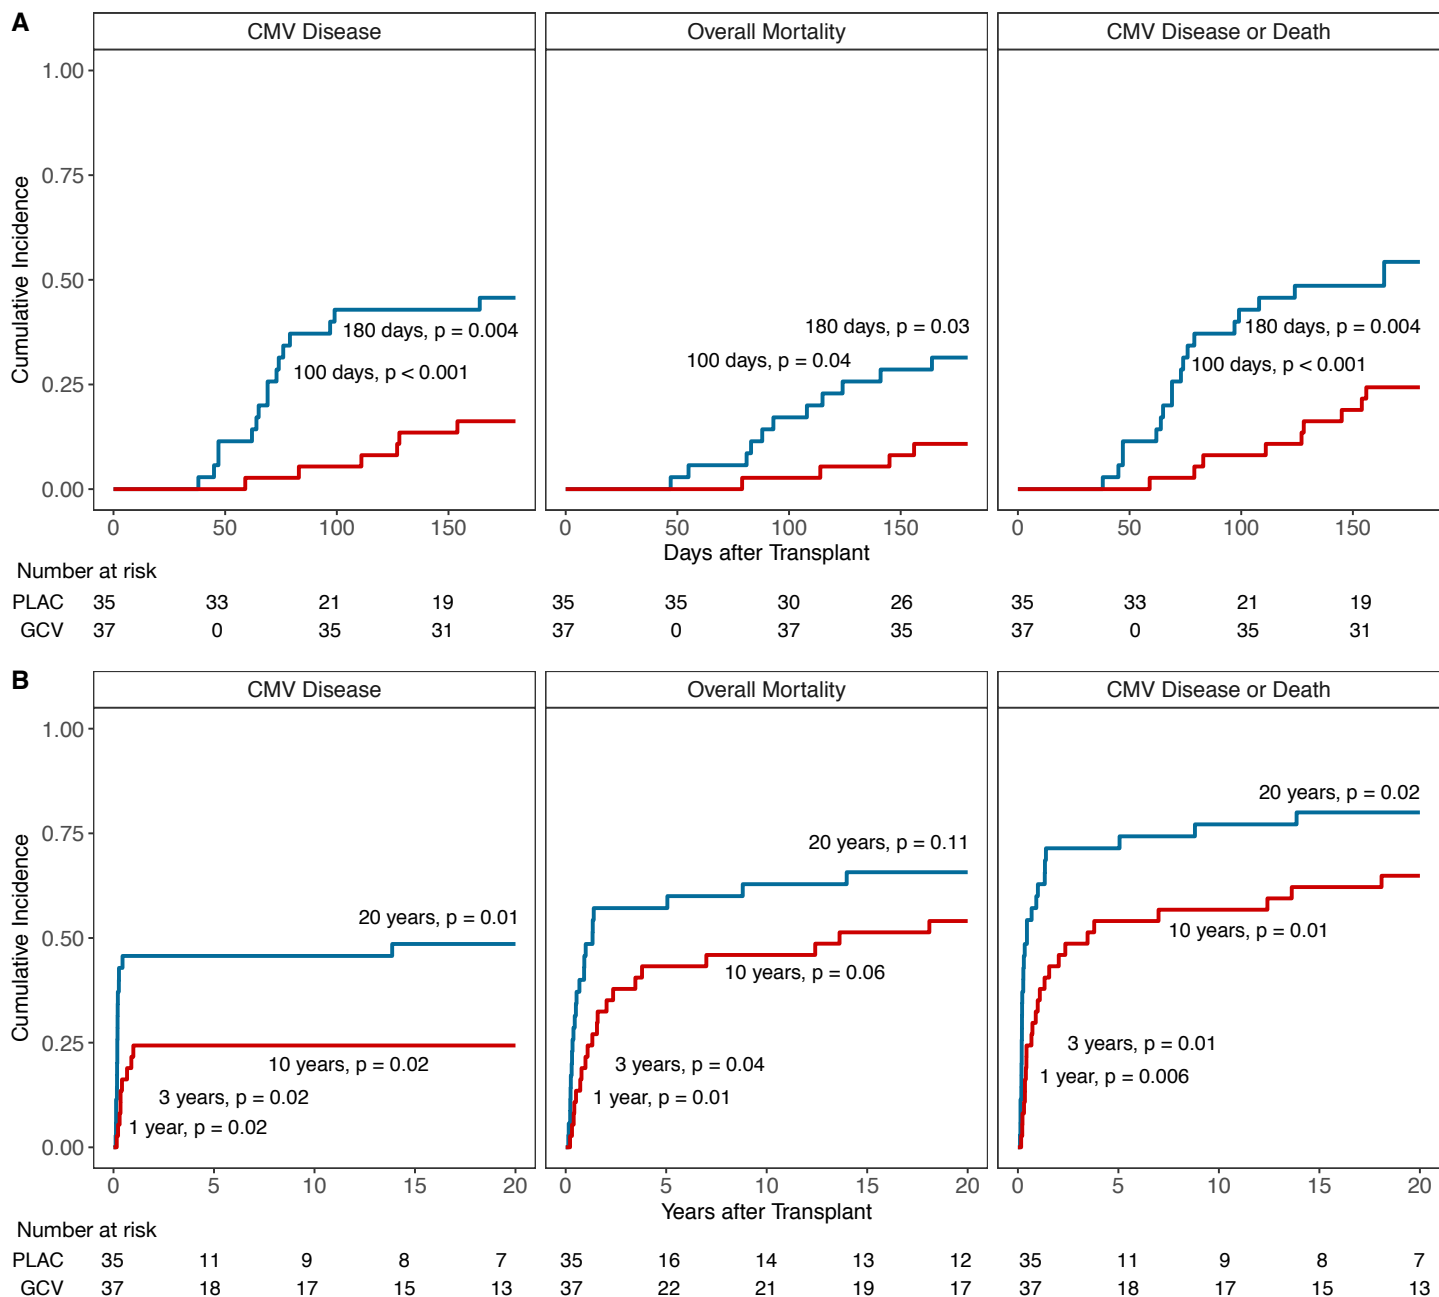 A
CMV Disease
Overall Mortality
CMV Disease or Death
Cumulative Incidence
1.00
0.75
0.50
0.25
0.00
180 days, p = 0.004
100 days, p < 0.001
180 days, p = 0.03
100 days, p = 0.04
180 days, p = 0.004
100 days, p < 0.001
0 50 100 150 0 50 100 150 0 50 100 150
Days after Transplant
Number at risk
PLAC 35 33 21 19 35 35 30 26 35 33 21 19
GCV 37 0 35 31 37 0 37 35 37 0 35 31
B
CMV Disease
Overall Mortality
CMV Disease or Death
Cumulative Incidence
1.00
0.75
0.50
0.25
0.00
20 years, p = 0.01
10 years, p = 0.02
3 years, p = 0.02
1 year, p = 0.02
20 years, p = 0.11
10 years, p = 0.06
3 years, p = 0.04
1 year, p = 0.01
20 years, p = 0.02
10 years, p = 0.01
3 years, p = 0.01
1 year, p = 0.006
0 5 10 15 20 0 5 10 15 20 0 5 10 15 20
Years after Transplant
Number at risk
PLAC 35 11 9 8 7 35 16 14 13 12 35 11 9 8 7
GCV 37 18 17 15 13 37 22 21 19 17 37 18 17 15 13